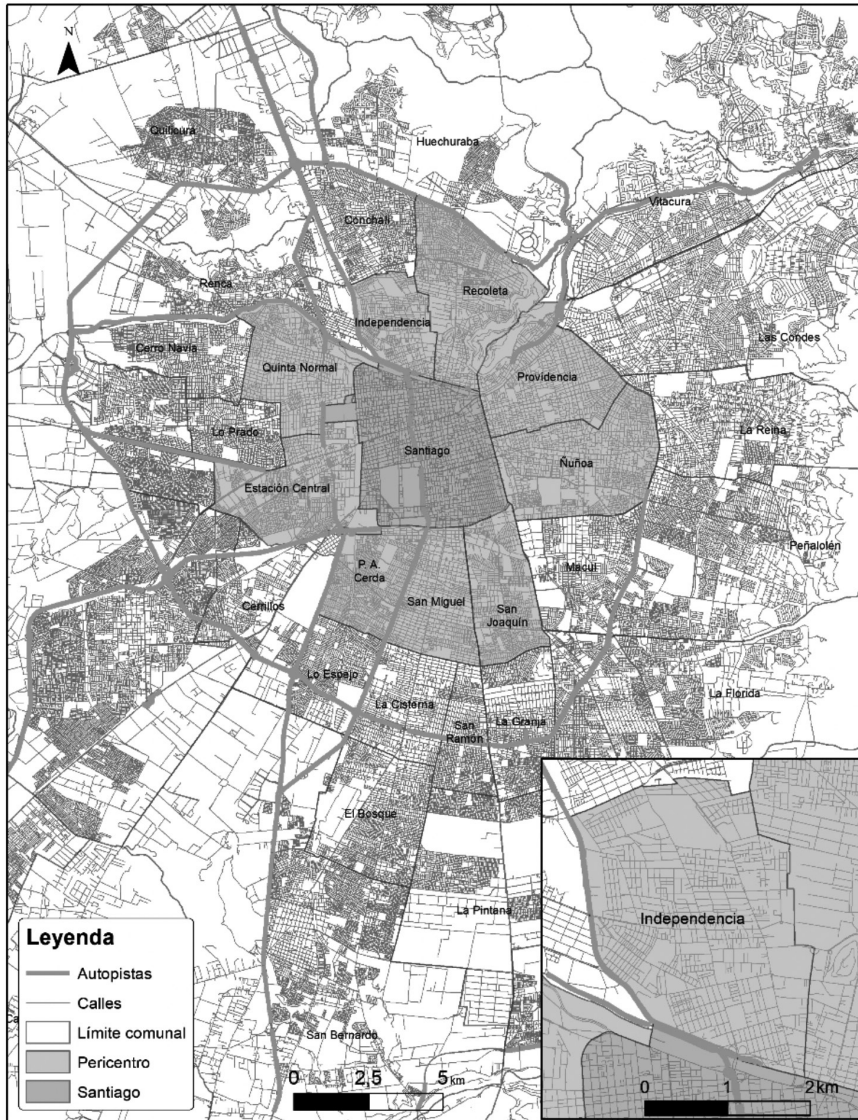 N
Quilicura
Huechuraba
Vitacura
Conchalí
Renca
Recoleta
Independencia
Las Condes
Cerro Navia
Quinta Normal
Providencia
Lo Prado
La Reina
Santiago
Ñuñoa
Estación Central
Peñalolén
P. A.
Cerda
Macul
San Miguel
San
Joaquín
Cerrillos
Lo Espejo
La Florida
La Cisterna
San
Ramón
La Granja
El Bosque
La Pintana
San Bernardo
Leyenda
Autopistas
Calles
Límite comunal
Pericentro
Santiago
0 2,5 5 km
Independencia
0 1 2 km